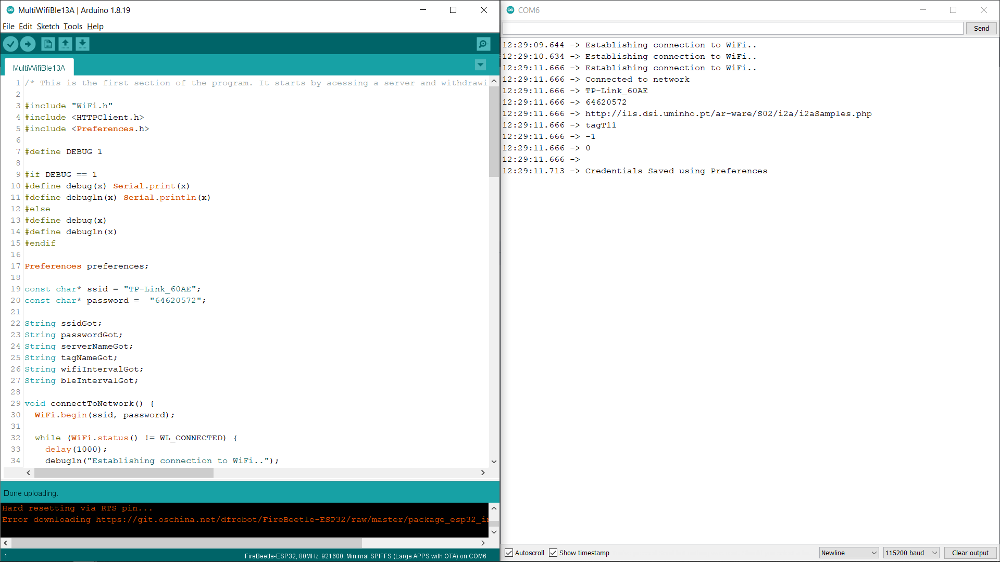 MultiWifiBle13A | Arduino 1.8.19
File Edit Sketch Tools Help
MultiWifiBle13A
1 /* This is the first section of the program. It starts by acessing a server and withdrawi
2
3 #include "WiFi.h"
4 #include <HTTPClient.h>
5 #include <Preferences.h>
6
7 #define DEBUG 1
8
9 #if DEBUG == 1
10 #define debug(x) Serial.print(x)
11 #define debugln(x) Serial.println(x)
12 #else
13 #define debug(x)
14 #define debugln(x)
15 #endif
16
17 Preferences preferences;
18
19 const char* ssid = "TP-Link_60AE";
20 const char* password =  "64620572";
21
22 String ssidGot;
23 String passwordGot;
24 String serverNameGot;
25 String tagNameGot;
26 String wifiIntervalGot;
27 String bleIntervalGot;
28
29 void connectToNetwork() {
30   WiFi.begin(ssid, password);
31
32   while (WiFi.status() != WL_CONNECTED) {
33     delay(1000);
34     debugln("Establishing connection to WiFi..");
Done uploading.
Hard resetting via RTS pin...
Error downloading https://git.oschina.net/dfrobot/FireBeetle-ESP32/raw/master/package_esp32_i
1 FireBeetle-ESP32, 80MHz, 921600, Minimal SPIFFS (Large APPS with OTA) on COM6
COM6
Send
12:29:09.644 -> Establishing connection to WiFi..
12:29:10.634 -> Establishing connection to WiFi..
12:29:11.666 -> Establishing connection to WiFi..
12:29:11.666 -> Connected to network
12:29:11.666 -> TP-Link_60AE
12:29:11.666 -> 64620572
12:29:11.666 -> http://ils.dsi.uminho.pt/ar-ware/S02/i2a/i2aSamples.php
12:29:11.666 -> tagT11
12:29:11.666 -> -1
12:29:11.666 -> 0
12:29:11.666 ->
12:29:11.713 -> Credentials Saved using Preferences
Autoscroll Show timestamp Newline 115200 baud Clear output